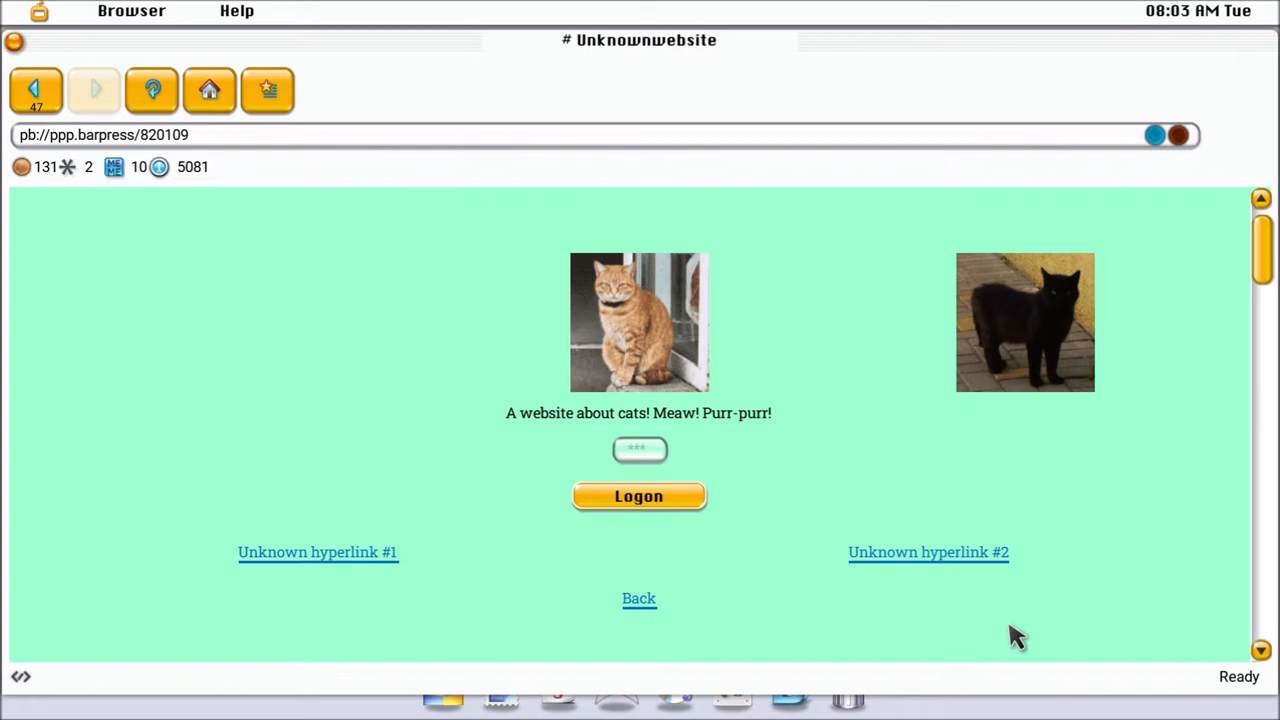 Browser Help 08:03 AM Tue
# Unknownwebsite
47
pb://ppp.barpress/820109
131 2 10 5081
A website about cats! Meaw! Purr-purr!
***
Logon
Unknown hyperlink #1 Unknown hyperlink #2
Back
Ready